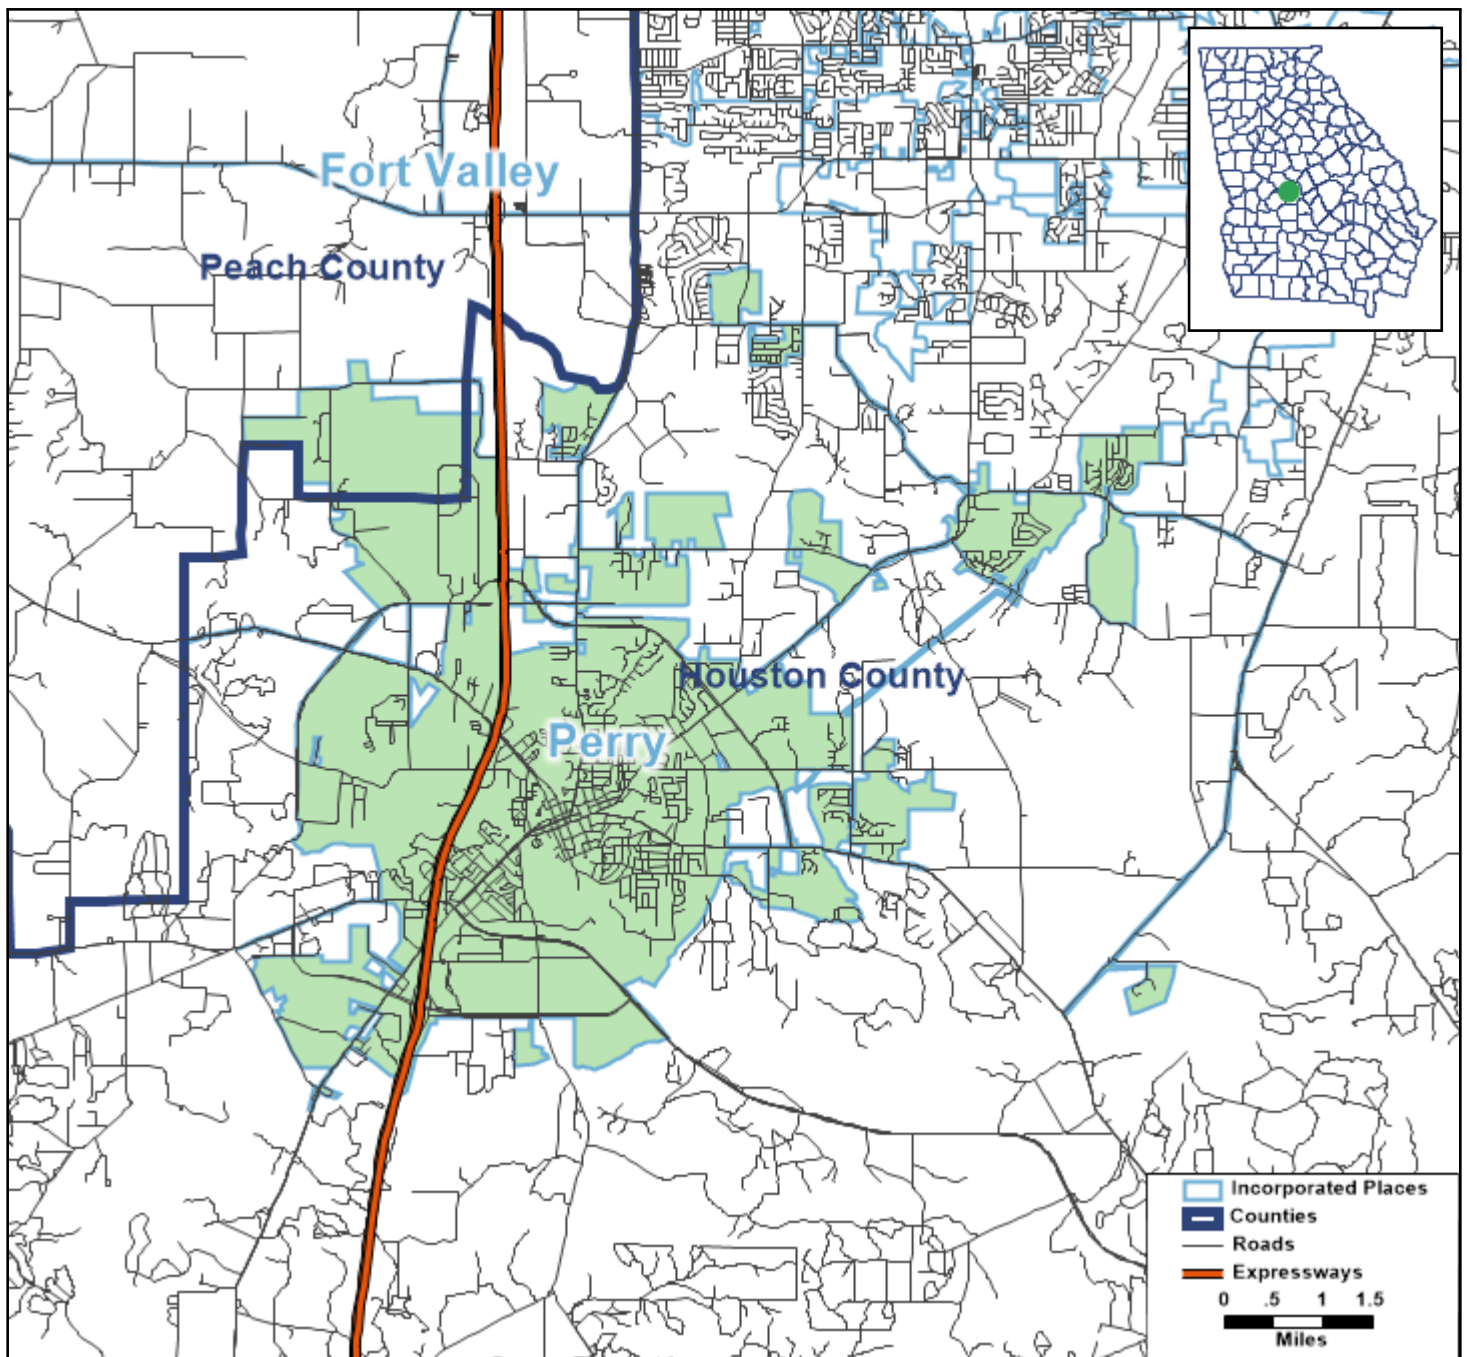 Fort Valley
Peach County
Houston County
Perry
Incorporated Places
Counties
Roads
Expressways
0 .5 1 1.5
Miles